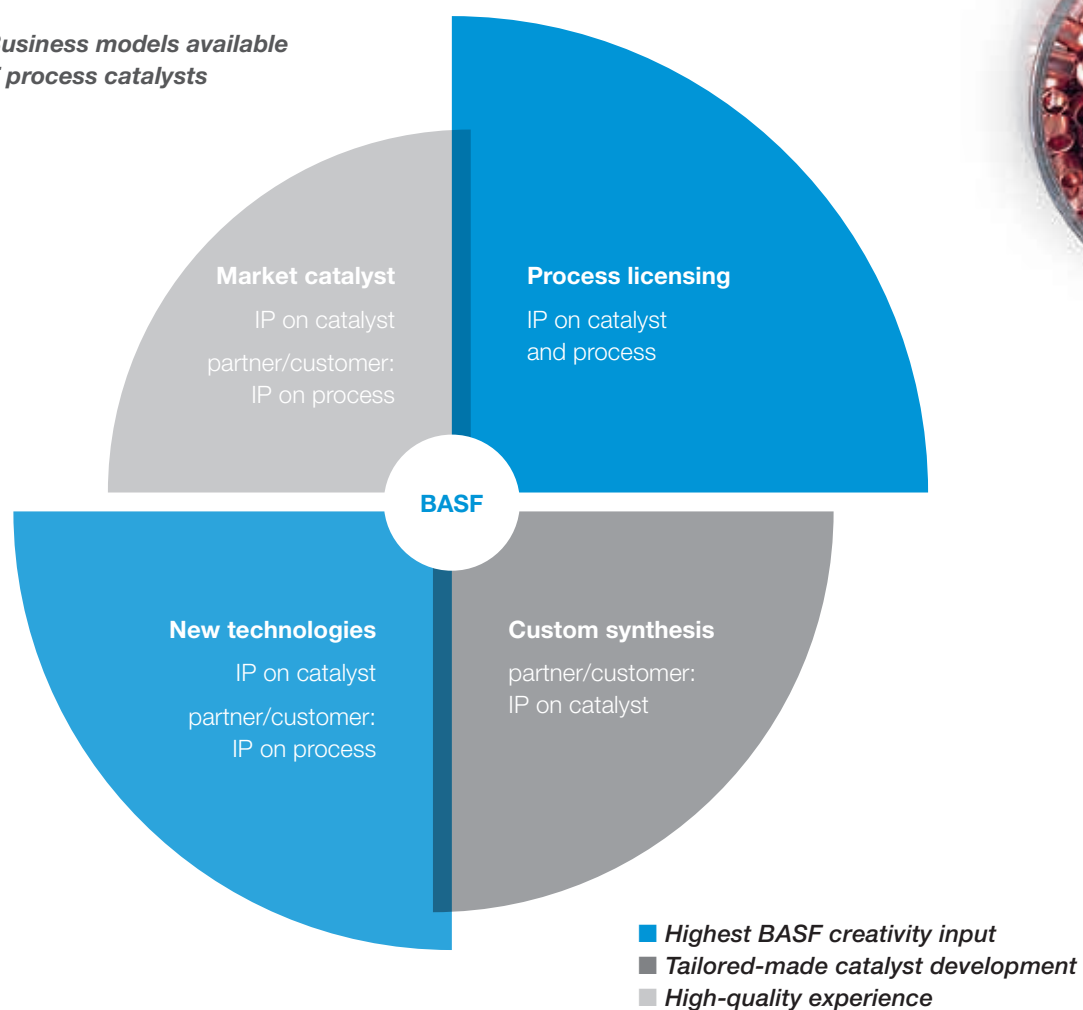 Business models available
process catalysts
Market catalyst
IP on catalyst
partner/customer:
IP on process
Process licensing
IP on catalyst
and process
BASF
New technologies
IP on catalyst
partner/customer:
IP on process
Custom synthesis
partner/customer:
IP on catalyst
Highest BASF creativity input
Tailored-made catalyst development
High-quality experience